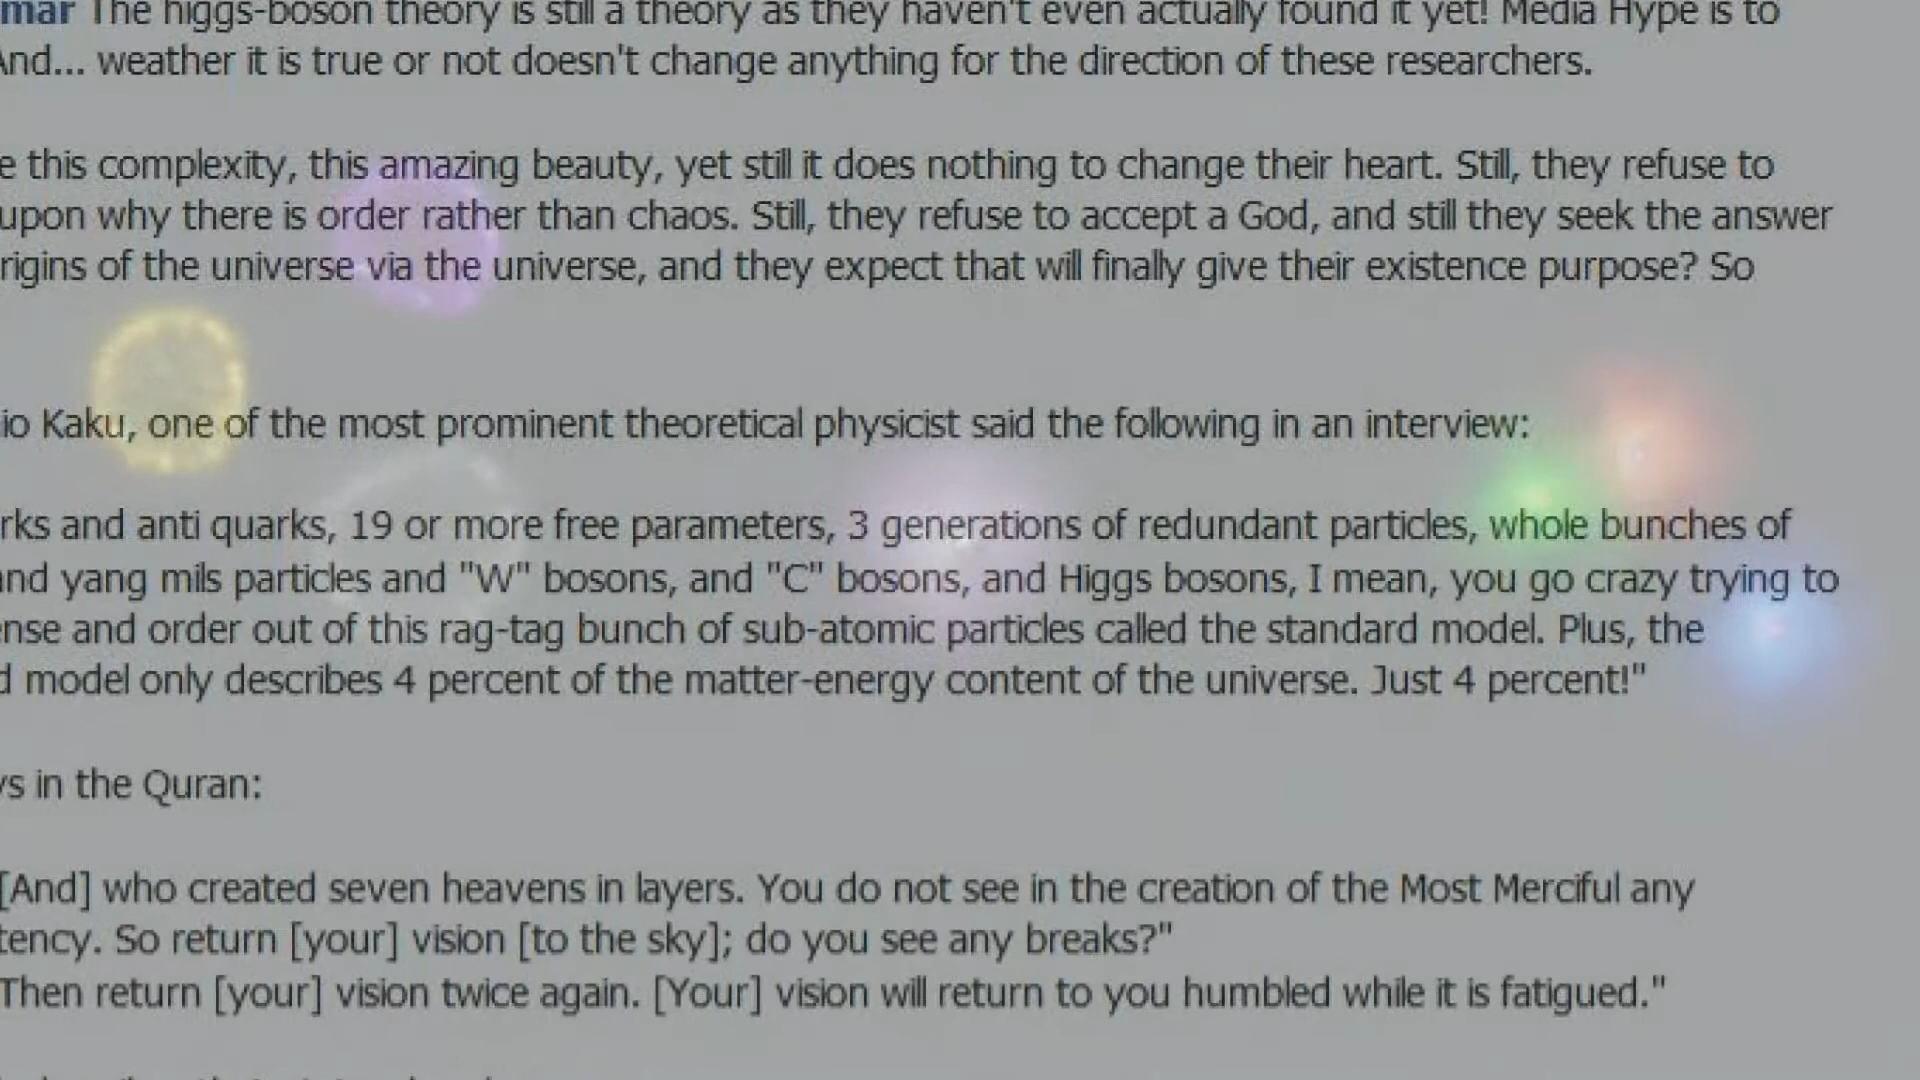 mar The higgs-boson theory is still a theory as they haven't even actually found it yet! Media Hype is to
And... weather it is true or not doesn't change anything for the direction of these researchers.
e this complexity, this amazing beauty, yet still it does nothing to change their heart. Still, they refuse to
upon why there is order rather than chaos. Still, they refuse to accept a God, and still they seek the answer
rigins of the universe via the universe, and they expect that will finally give their existence purpose? So
io Kaku, one of the most prominent theoretical physicist said the following in an interview:
rks and anti quarks, 19 or more free parameters, 3 generations of redundant particles, whole bunches of
and yang mils particles and "W" bosons, and "C" bosons, and Higgs bosons, I mean, you go crazy trying to
nse and order out of this rag-tag bunch of sub-atomic particles called the standard model. Plus, the
d model only describes 4 percent of the matter-energy content of the universe. Just 4 percent!"
ys in the Quran:
[And] who created seven heavens in layers. You do not see in the creation of the Most Merciful any
tency. So return [your] vision [to the sky]; do you see any breaks?"
Then return [your] vision twice again. [Your] vision will return to you humbled while it is fatigued."